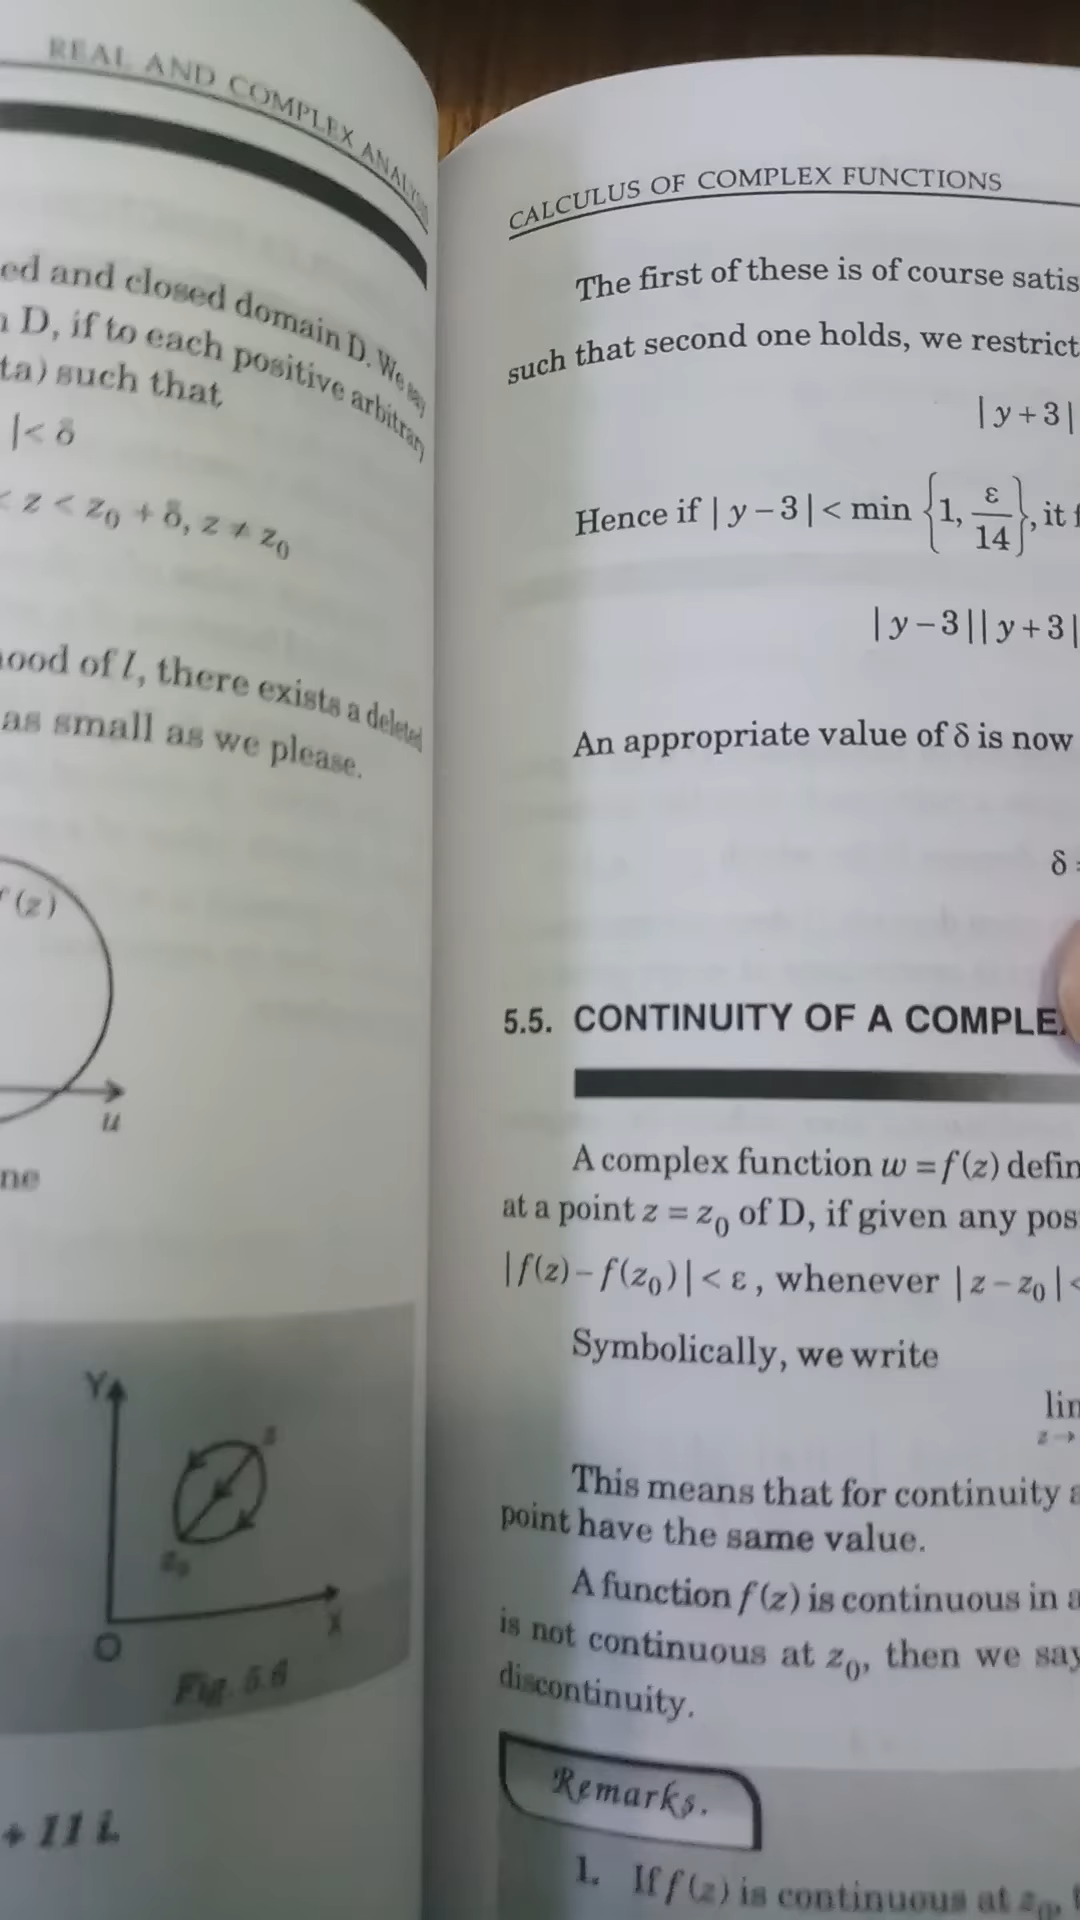 REAL AND COMPLEX ANALYSIS
ed and closed domain D. We say
D, if to each positive arbitrary
ta) such that
|< δ
< z < z₀ + δ, z ≠ z₀
ood of l, there exists a deleted
as small as we please.
f (z)
u
ne
Y
z
z₀
X
O
Fig. 5.6
+ 11 i.
CALCULUS OF COMPLEX FUNCTIONS
The first of these is of course satis
such that second one holds, we restrict
| y + 3 |
Hence if | y – 3 | < min {1, ε/14}, it f
| y – 3 || y + 3 |
An appropriate value of δ is now
δ =
5.5. CONTINUITY OF A COMPLE
A complex function w = f (z) defin
at a point z = z₀ of D, if given any pos
| f(z) – f(z₀) | < ε, whenever | z – z₀ | <
Symbolically, we write
lim
z →
This means that for continuity a
point have the same value.
A function f (z) is continuous in a
is not continuous at z₀, then we say
discontinuity.
Remarks.
1. If f (z) is continuous at z₀,